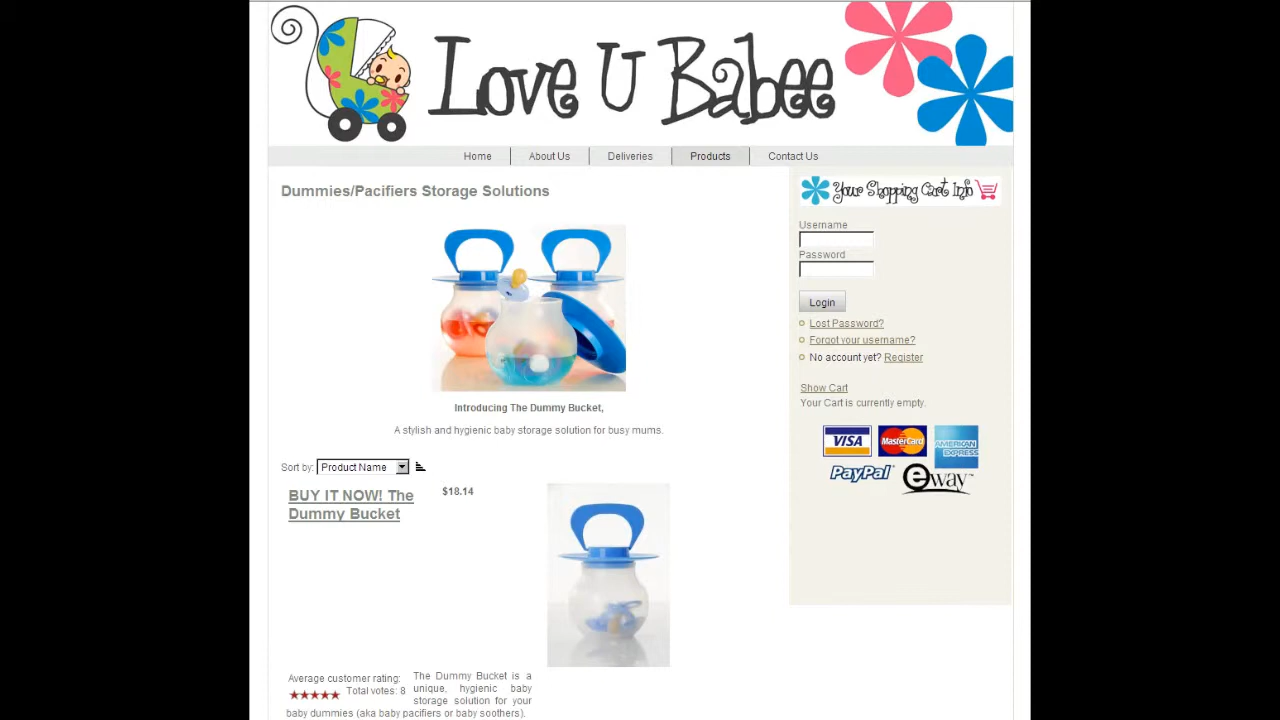 Love U Babee
Home
About Us
Deliveries
Products
Contact Us
Dummies/Pacifiers Storage Solutions
Your Shopping Cart Info
Username
Password
Login
Lost Password?
Forgot your username?
No account yet? Register
Show Cart
Your Cart is currently empty.
VISA
MasterCard
AMERICAN
EXPRESS
PayPal
eway
Introducing The Dummy Bucket,
A stylish and hygienic baby storage solution for busy mums.
Sort by: Product Name
BUY IT NOW! The
Dummy Bucket
$18.14
Average customer rating:
Total votes: 8
The Dummy Bucket is a
unique, hygienic baby
storage solution for your
baby dummies (aka baby pacifiers or baby soothers).